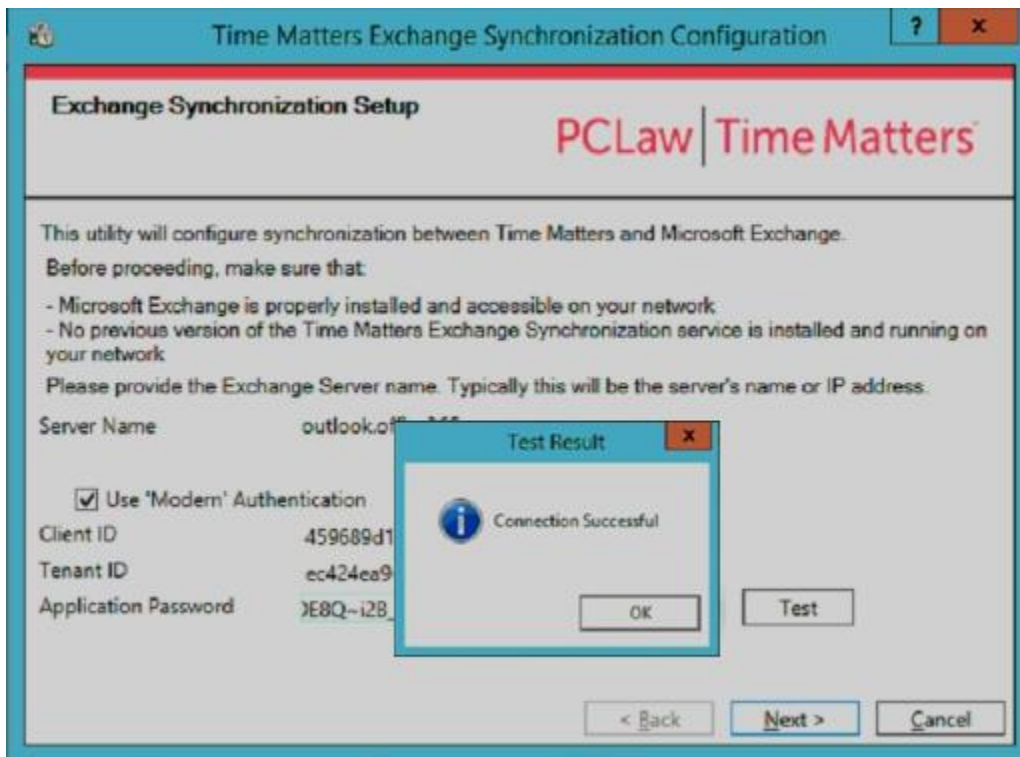 Time Matters Exchange Synchronization Configuration
?
x
Exchange Synchronization Setup
PCLaw | Time Matters
This utility will configure synchronization between Time Matters and Microsoft Exchange.
Before proceeding, make sure that:
- Microsoft Exchange is properly installed and accessible on your network
- No previous version of the Time Matters Exchange Synchronization service is installed and running on
your network
Please provide the Exchange Server name. Typically this will be the server's name or IP address.
Server Name
Test Result
x
Use 'Modern' Authentication
Connection Successful
Client ID
459689d1
Tenant ID
ec424ea9
Application Password
OK
Test
< Back
Next >
Cancel